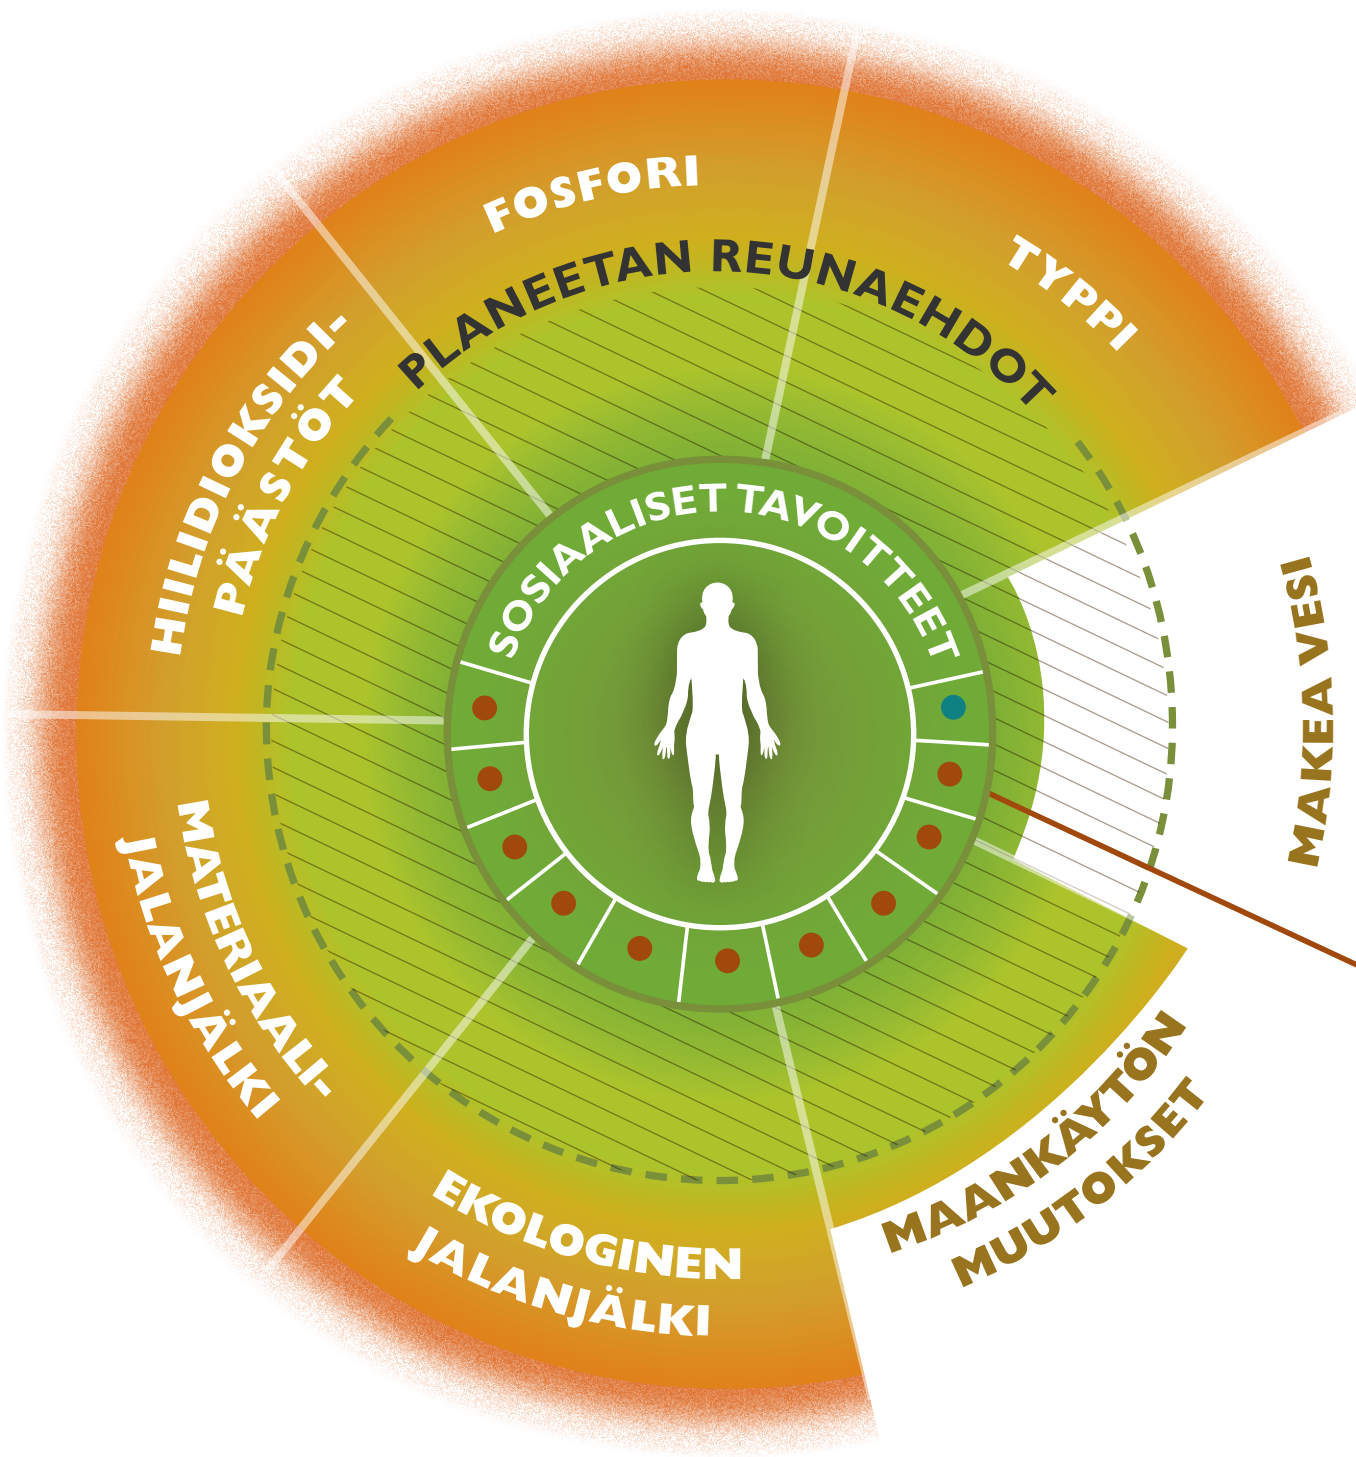 FOSFORI
TYPPI
PLANEETAN REUNAEHDOT
HIILIDIOKSIDI-
PÄÄSTÖT
SOSIAALISET TAVOITTEET
MAKEA VESI
MATERIAALI-
JALANJÄLKI
EKOLOGINEN
JALANJÄLKI
MAANKÄYTÖN
MUUTOKSET